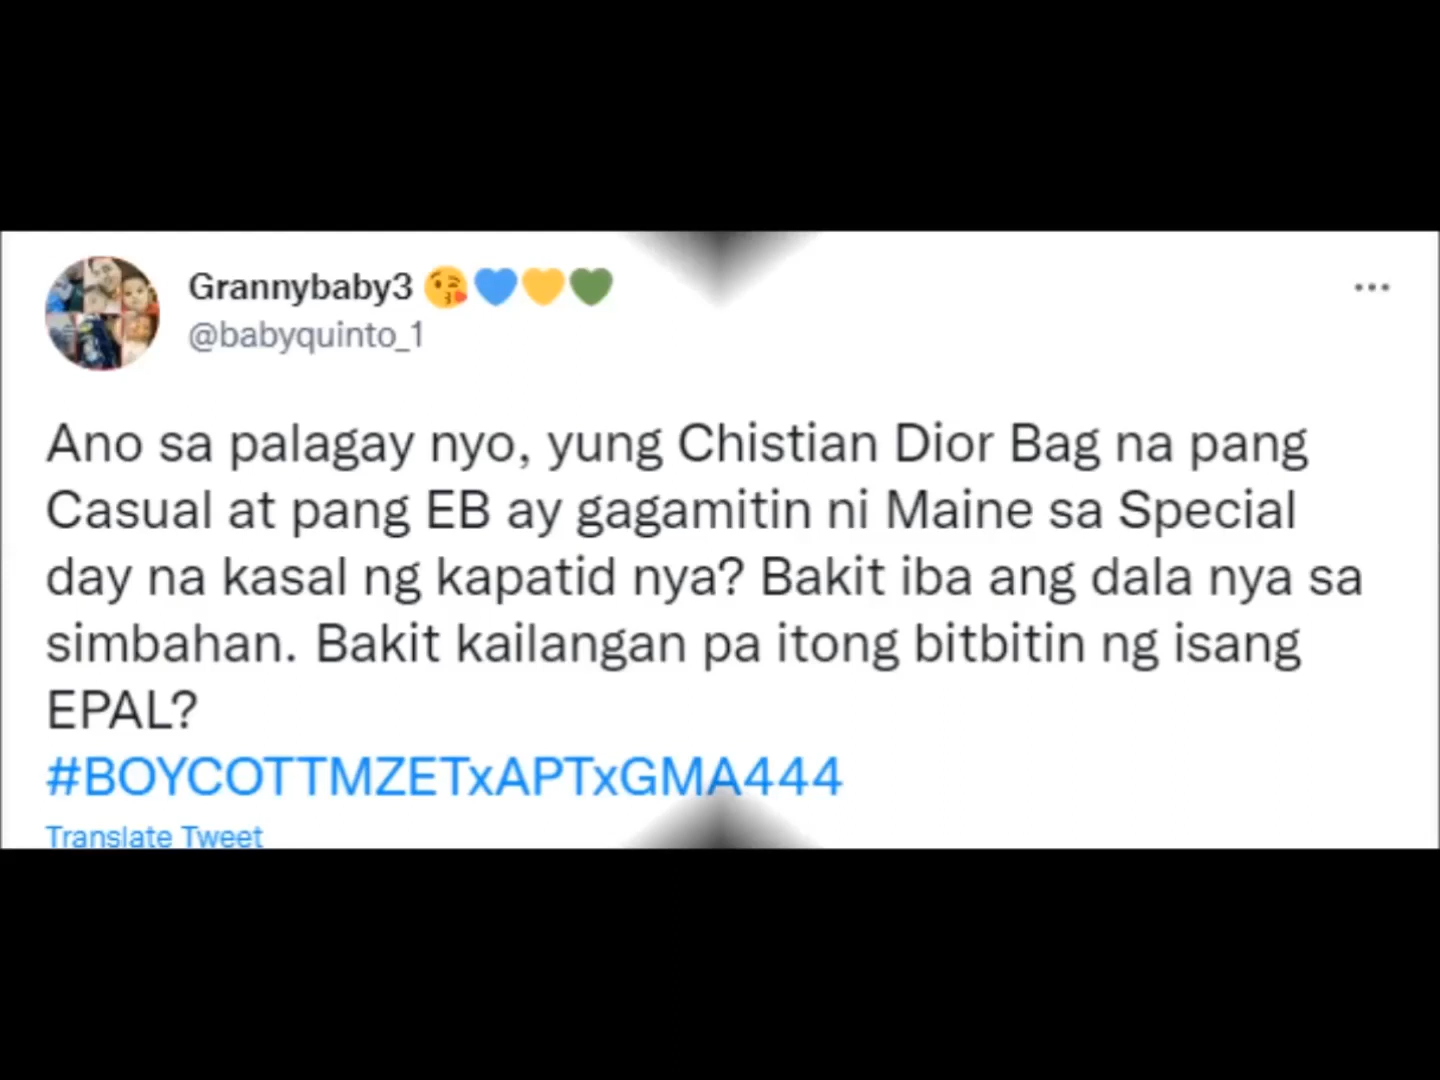 Grannybaby3 😘💙💛💚
@babyquinto_1
Ano sa palagay nyo, yung Chistian Dior Bag na pang
Casual at pang EB ay gagamitin ni Maine sa Special
day na kasal ng kapatid nya? Bakit iba ang dala nya sa
simbahan. Bakit kailangan pa itong bitbitin ng isang
EPAL?
#BOYCOTTMZETxAPTxGMA444
Translate Tweet